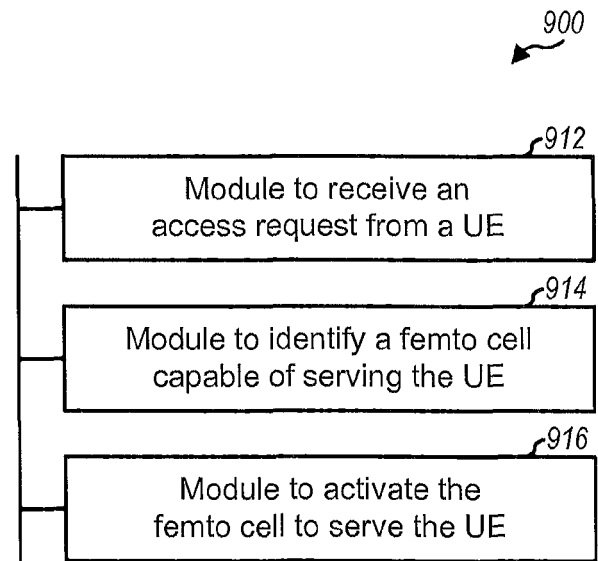 900
912
Module to receive an
access request from a UE
914
Module to identify a femto cell
capable of serving the UE
916
Module to activate the
femto cell to serve the UE